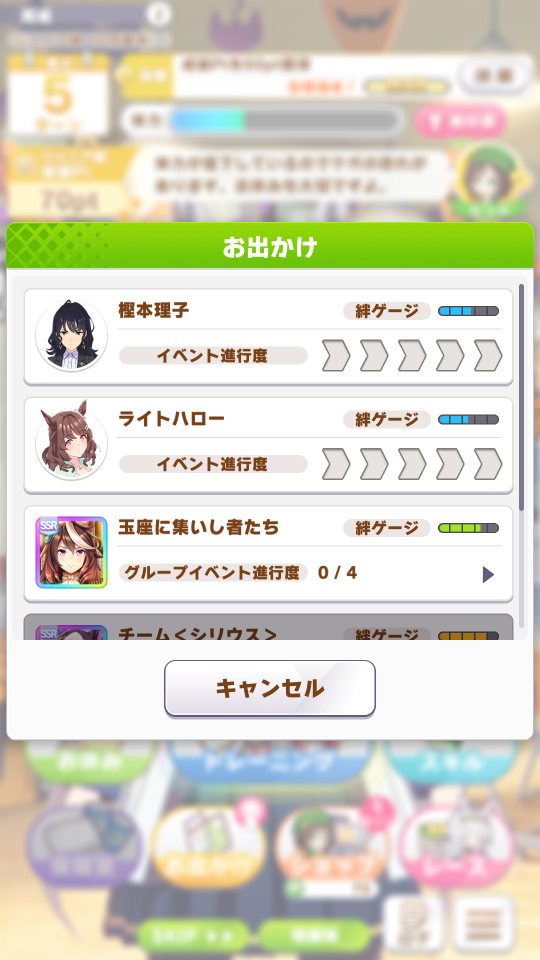 5
ターン
70pt
お出かけ
樫本理子
絆ゲージ
イベント進行度
ライトハロー
絆ゲージ
イベント進行度
SSR
玉座に集いし者たち
絆ゲージ
グループイベント進行度 0 / 4
SSR
チーム＜シリウス＞
絆ゲージ
キャンセル
お休み
トレーニング
スキル
お出かけ
ショップ
レース
SKIP